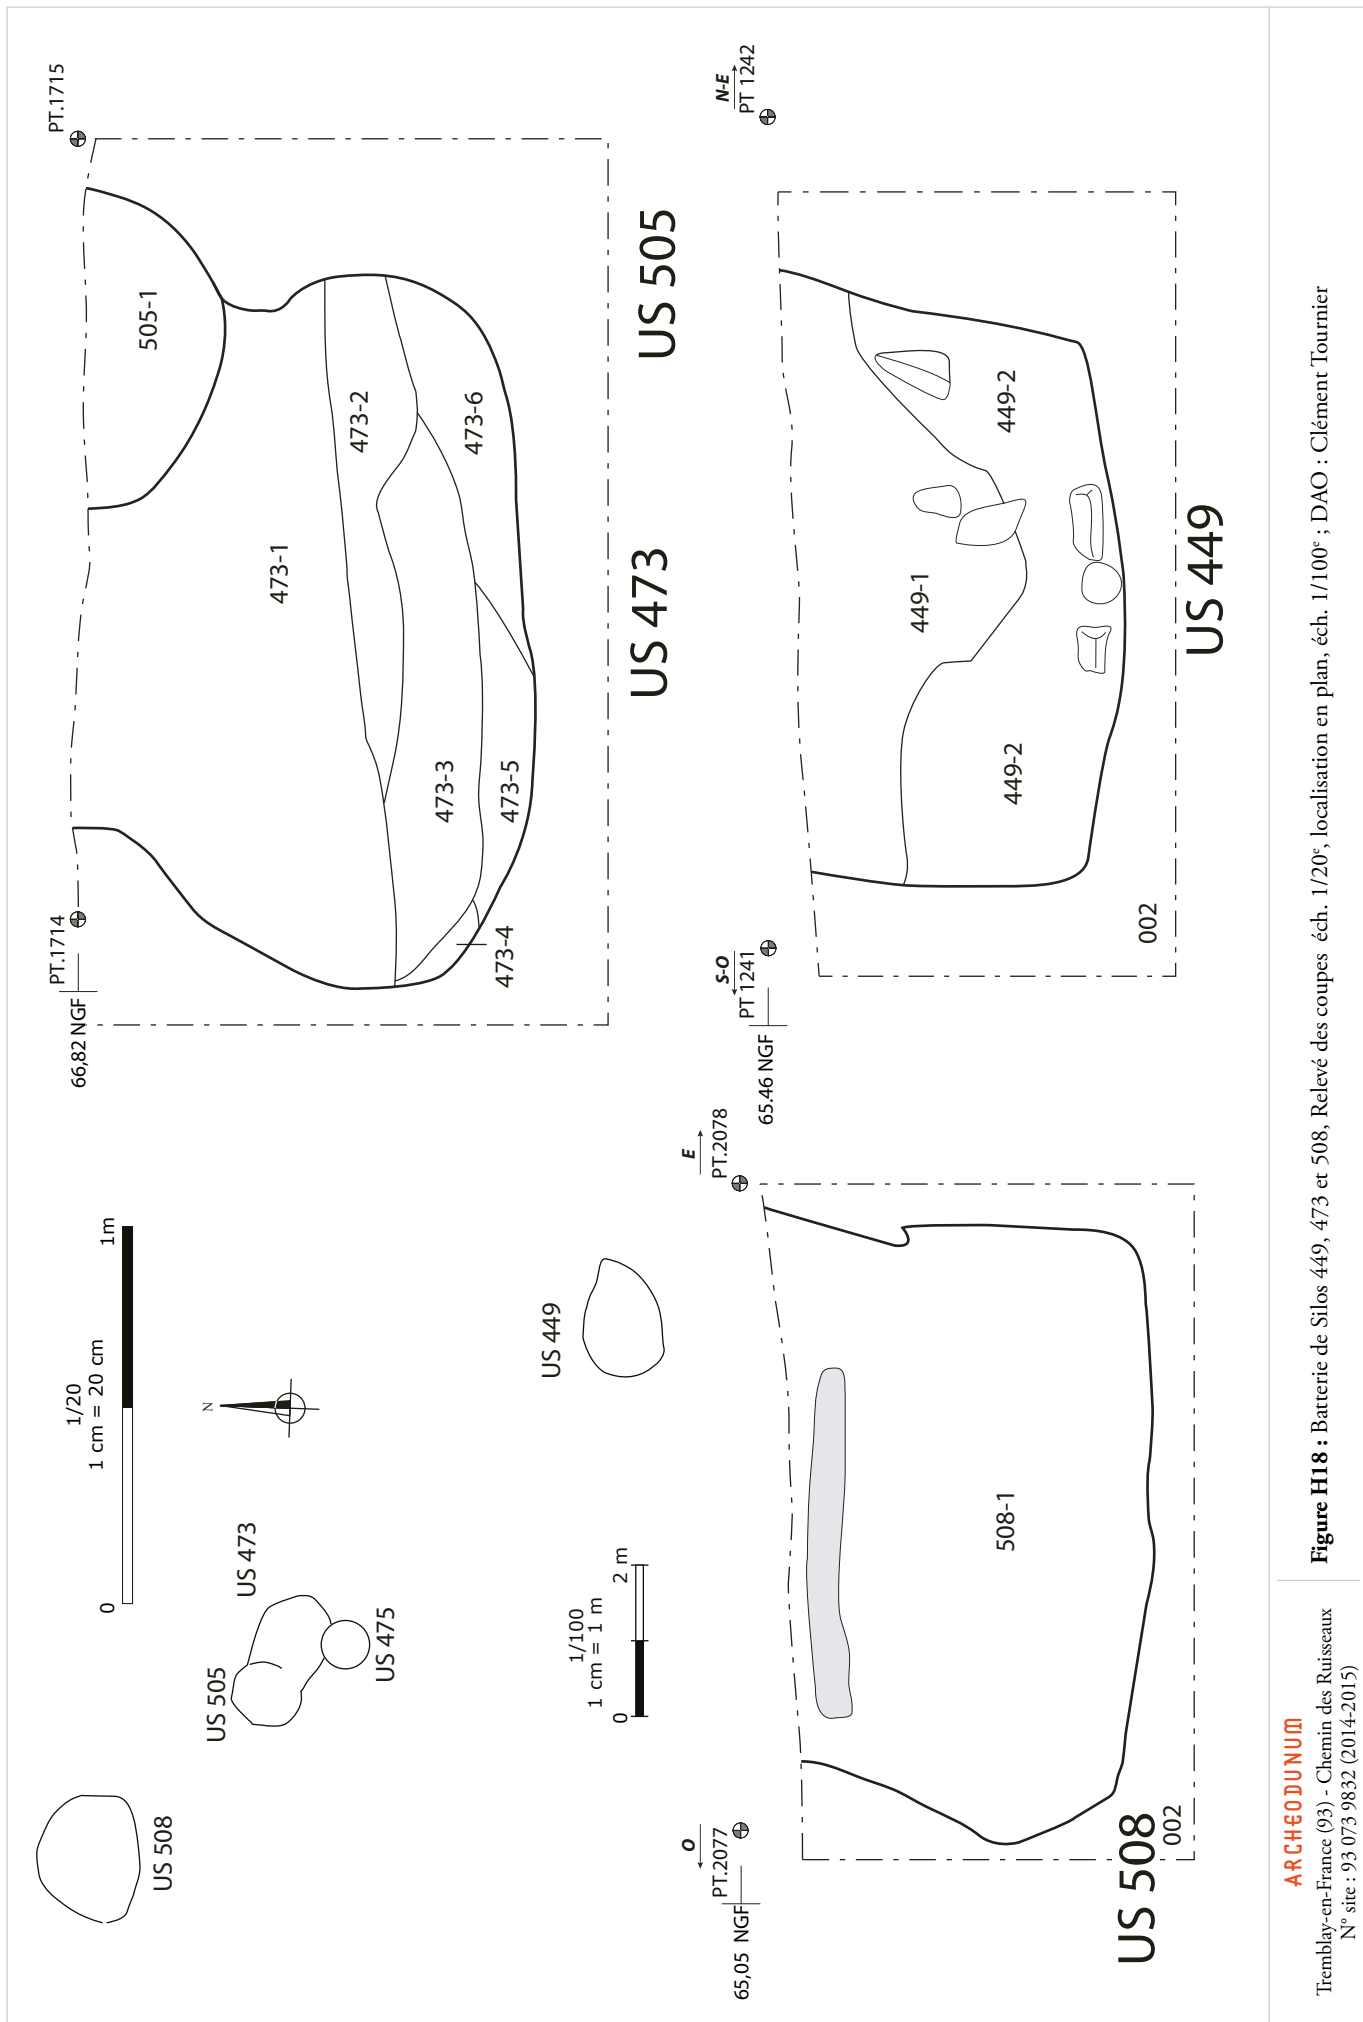 US 508
US 505
US 473
US 475
US 449
N
0
1/20
1 cm = 20 cm
1m
0
1/100
1 cm = 1 m
2 m
66,82 NGF
PT.1714
PT.1715
505-1
473-1
473-2
473-3
473-6
473-5
473-4
US 473
US 505
65,05 NGF
O
PT.2077
E
PT.2078
508-1
002
US 508
65.46 NGF
S-O
PT 1241
N-E
PT 1242
449-1
449-2
449-2
002
US 449
ARCHEODUNUM
Tremblay-en-France (93) - Chemin des Ruisseaux
N° site : 93 073 9832 (2014-2015)
Figure H18 : Batterie de Silos 449, 473 et 508, Relevé des coupes éch. 1/20e, localisation en plan, éch. 1/100e ; DAO : Clément Tournier